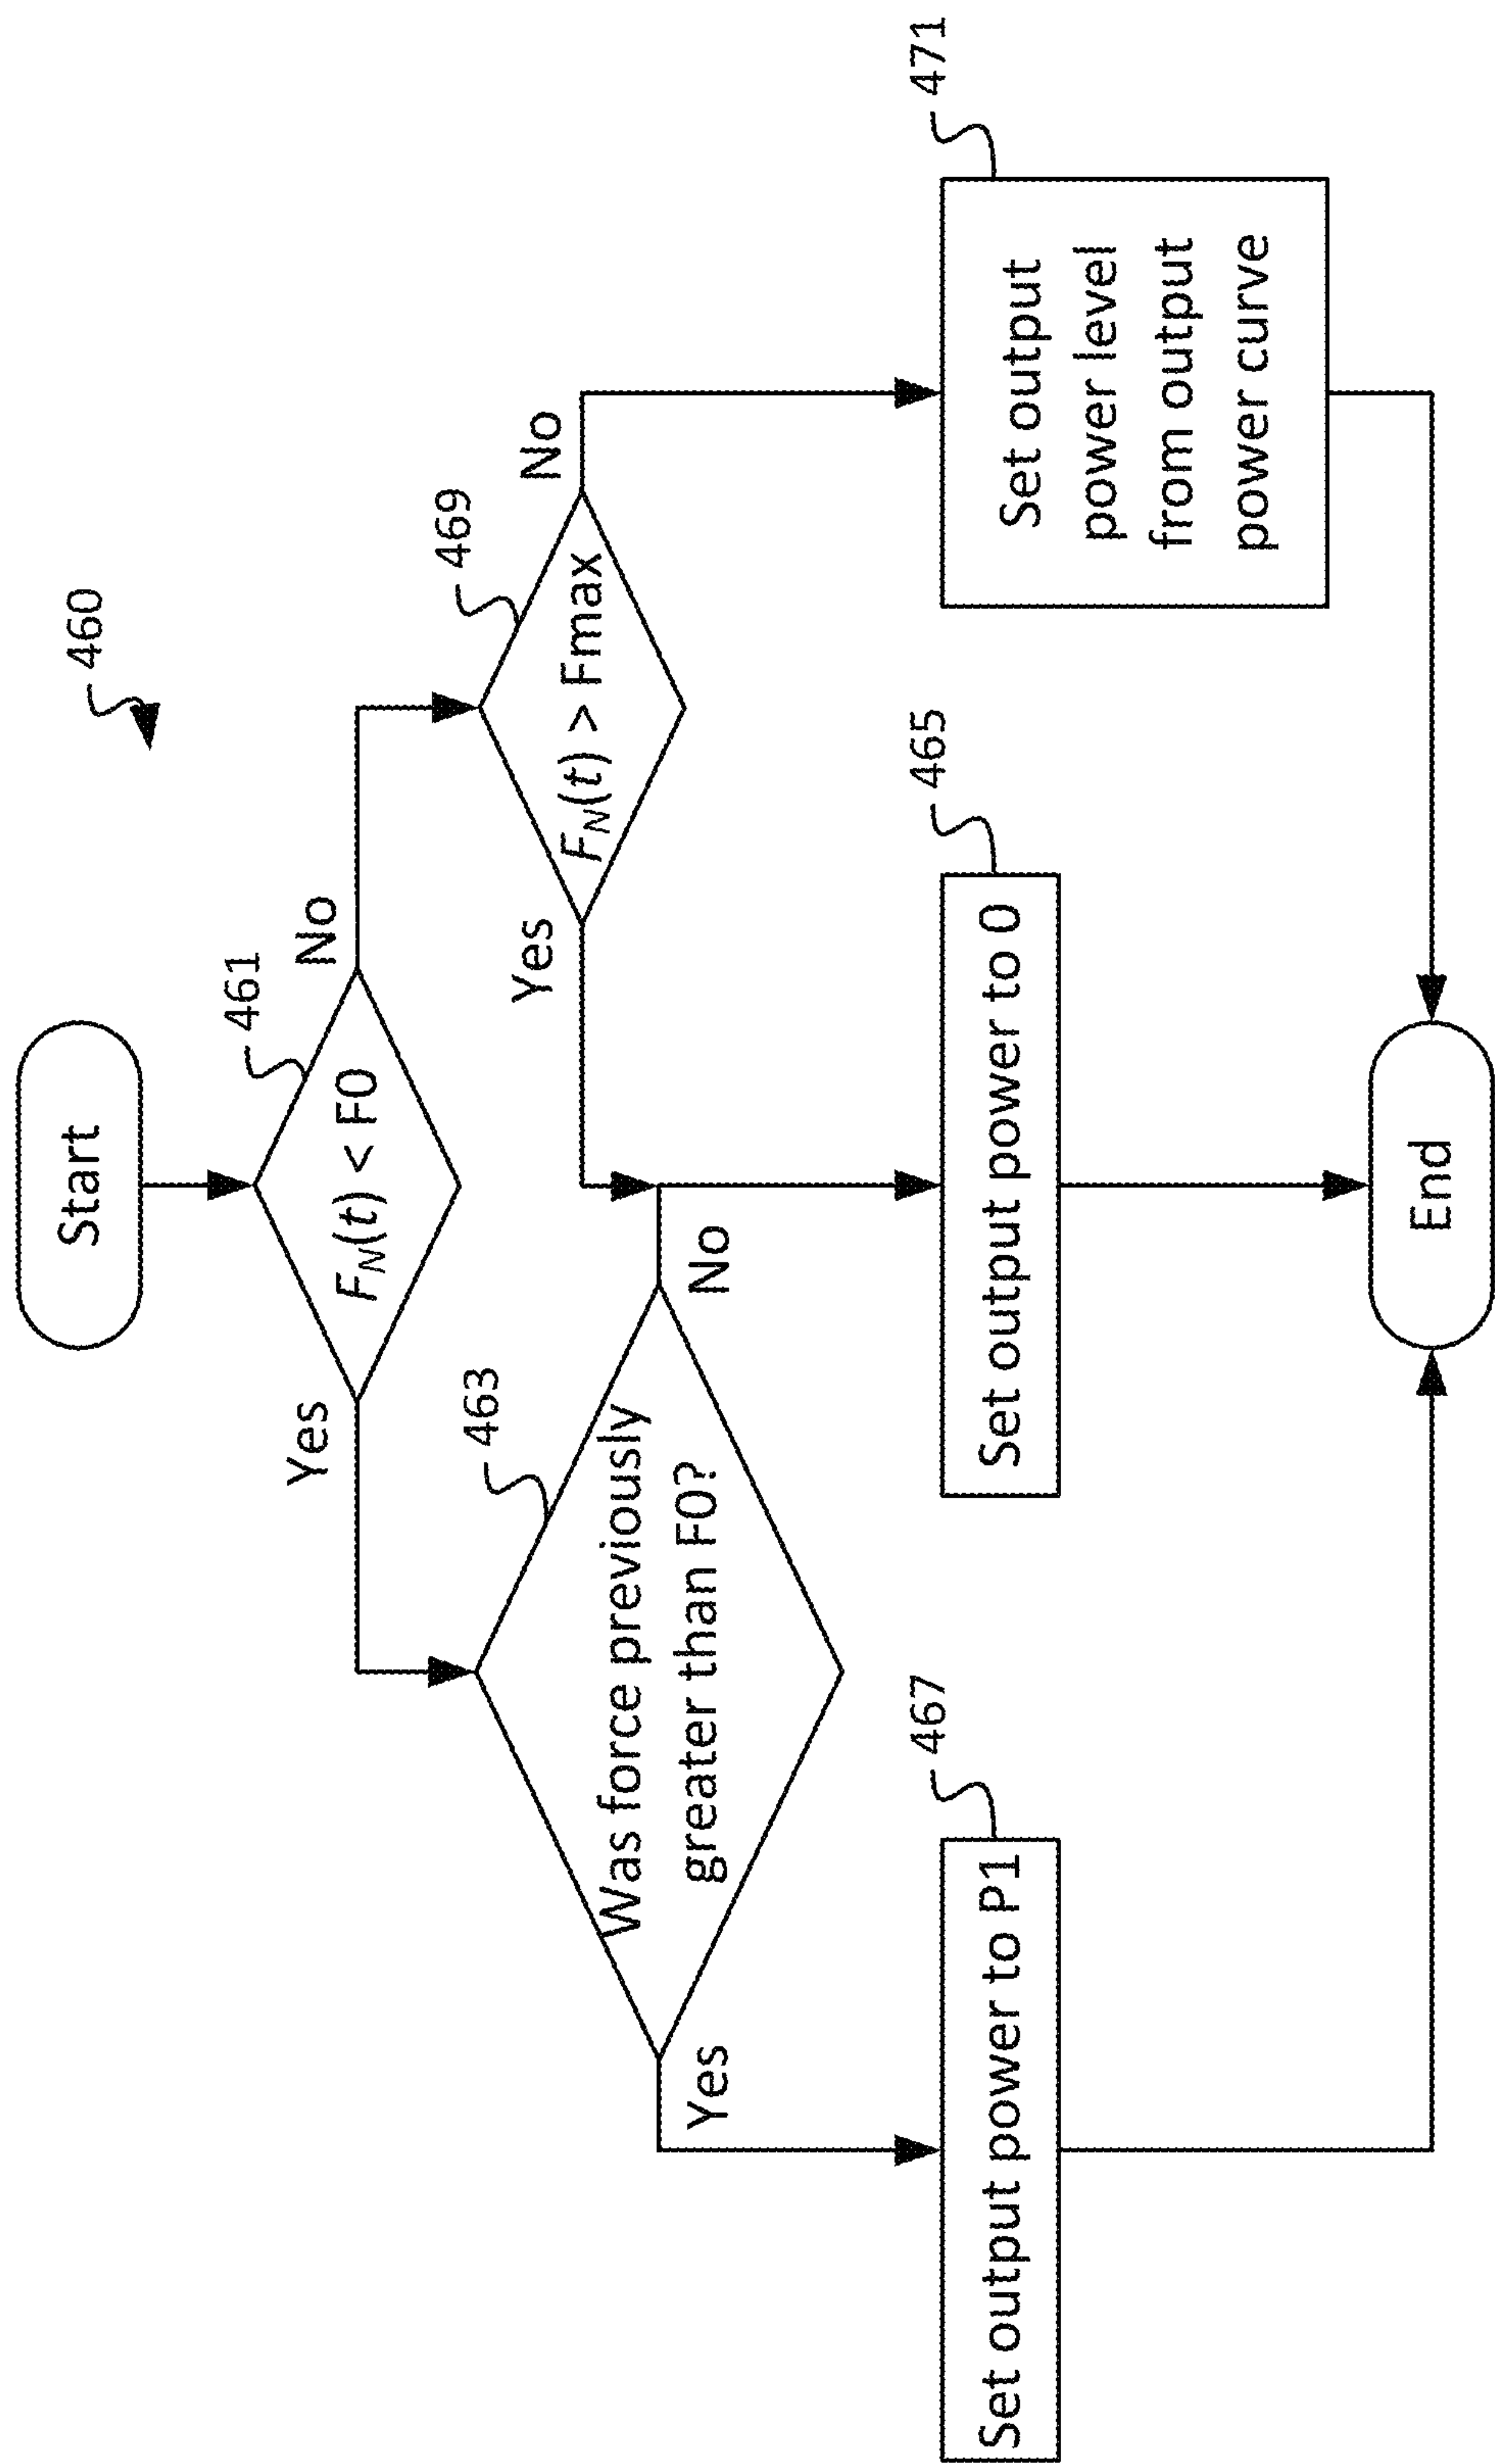 460
Start
461
F_N(t) < F0
Yes
No
463
Was force previously
greater than F0?
Yes
No
469
F_N(t) > Fmax
Yes
No
467
Set output power to P1
465
Set output power to 0
471
Set output
power level
from output
power curve
End